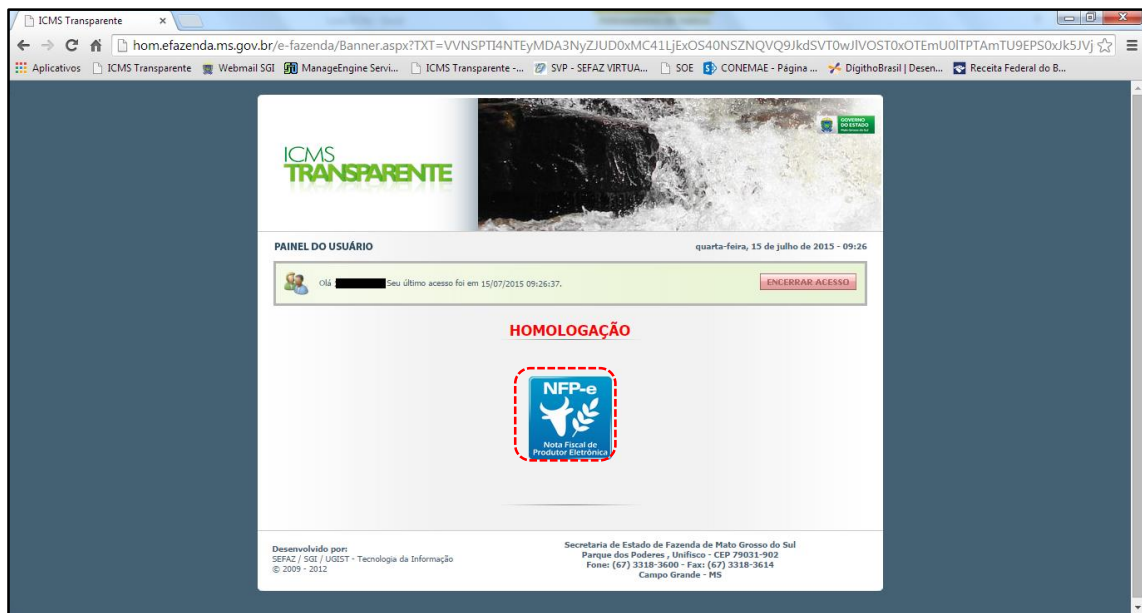 ICMS Transparente
hom.efazenda.ms.gov.br/e-fazenda/Banner.aspx?TXT=VVNSPTI4NTEyMDA3NyZJUD0xMC41LjExOS40NSZNQVQ9JkdSVT0wJlVOST0xOTEmU0lTPTAmTU9EPS0xJk5JVj
Aplicativos ICMS Transparente Webmail SGI ManageEngine Servi... ICMS Transparente -... SVP - SEFAZ VIRTUA... SOE CONEMAE - Página ... DígithoBrasil | Desen... Receita Federal do B...
GOVERNO
DO ESTADO
Mato Grosso do Sul
ICMS
TRANSPARENTE
PAINEL DO USUÁRIO quarta-feira, 15 de julho de 2015 - 09:26
Olá Seu último acesso foi em 15/07/2015 09:26:37. ENCERRAR ACESSO
HOMOLOGAÇÃO
NFP-e
Nota Fiscal de
Produtor Eletrônica
Desenvolvido por:
SEFAZ / SGI / UGIST - Tecnologia da Informação
© 2009 - 2012
Secretaria de Estado de Fazenda de Mato Grosso do Sul
Parque dos Poderes , Unifisco - CEP 79031-902
Fone: (67) 3318-3600 - Fax: (67) 3318-3614
Campo Grande - MS